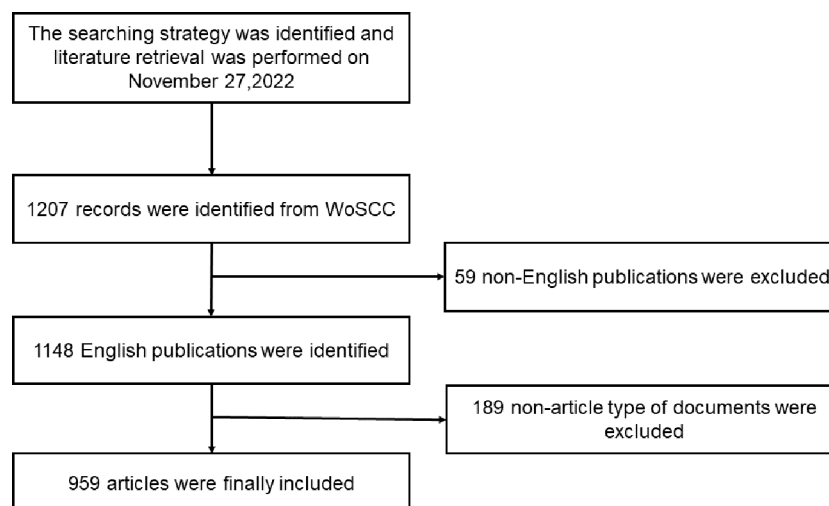 The searching strategy was identified and
literature retrieval was performed on
November 27,2022
1207 records were identified from WoSCC
59 non-English publications were excluded
1148 English publications were identified
189 non-article type of documents were
excluded
959 articles were finally included